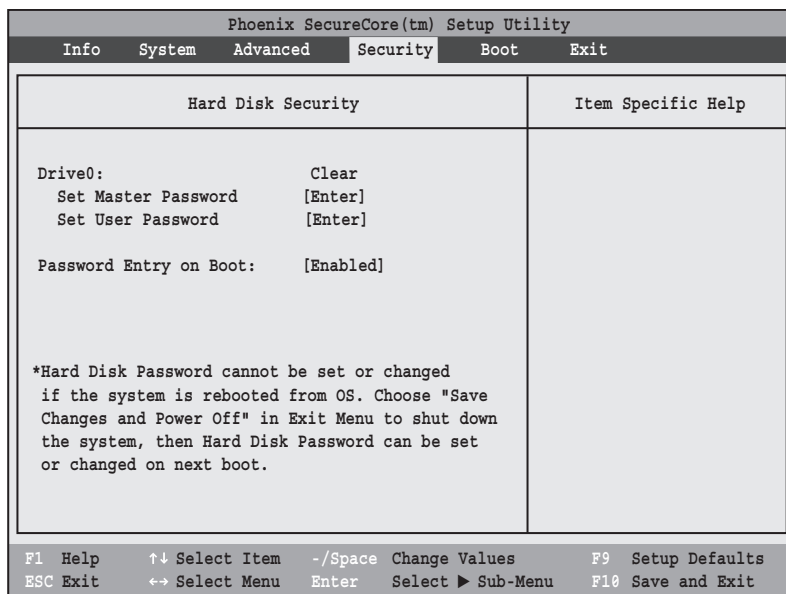 Phoenix SecureCore(tm) Setup Utility
Info System Advanced Security Boot Exit
Hard Disk Security
Item Specific Help
Drive0: Clear
Set Master Password [Enter]
Set User Password [Enter]
Password Entry on Boot: [Enabled]
*Hard Disk Password cannot be set or changed
if the system is rebooted from OS. Choose "Save
Changes and Power Off" in Exit Menu to shut down
the system, then Hard Disk Password can be set
or changed on next boot.
F1 Help ↑↓ Select Item -/Space Change Values F9 Setup Defaults
ESC Exit ←→ Select Menu Enter Select ▶ Sub-Menu F10 Save and Exit